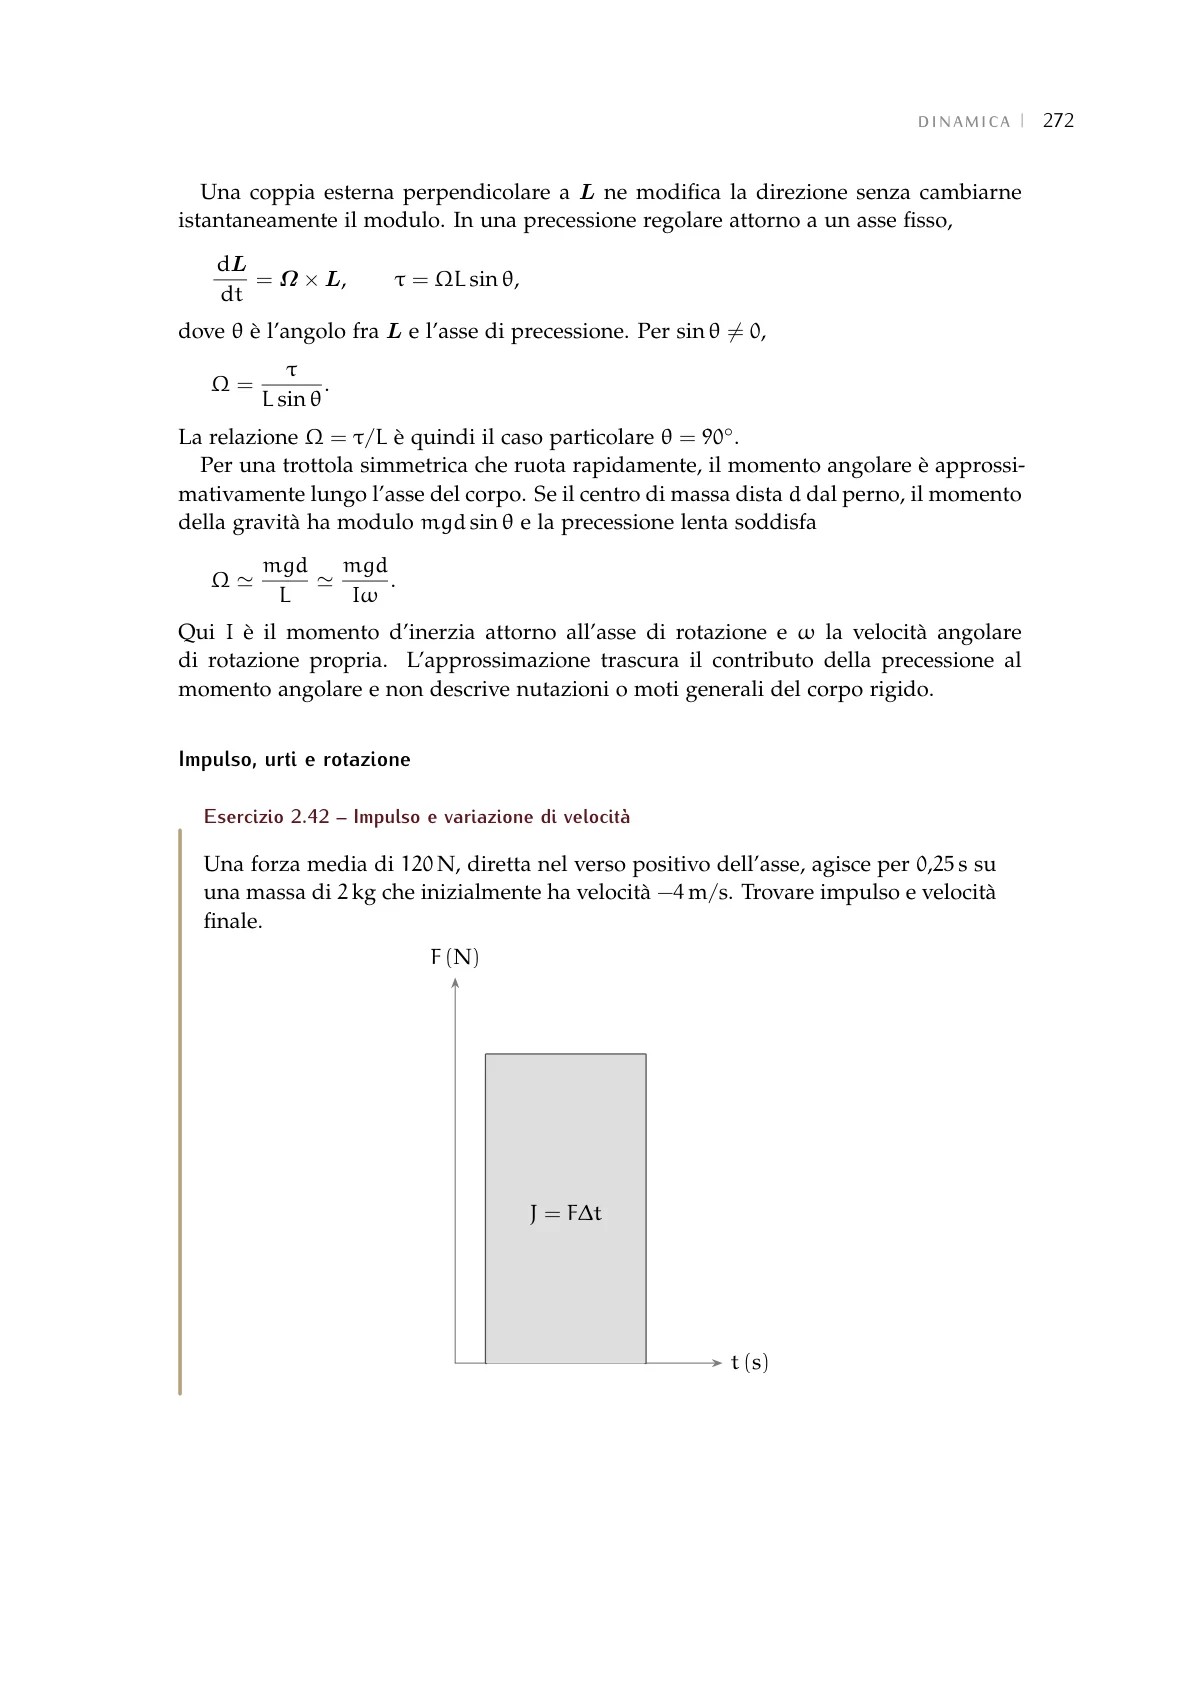 DINAMICA | 272
Una coppia esterna perpendicolare a L ne modifica la direzione senza cambiarne
istantaneamente il modulo. In una precessione regolare attorno a un asse fisso,
dL/dt = Ω × L, τ = ΩL sin θ,
dove θ è l'angolo fra L e l'asse di precessione. Per sin θ ≠ 0,
Ω = τ/(L sin θ).
La relazione Ω = τ/L è quindi il caso particolare θ = 90°.
Per una trottola simmetrica che ruota rapidamente, il momento angolare è approssi-
mativamente lungo l'asse del corpo. Se il centro di massa dista d dal perno, il momento
della gravità ha modulo mgd sin θ e la precessione lenta soddisfa
Ω ≃ mgd/L ≃ mgd/Iω.
Qui I è il momento d'inerzia attorno all'asse di rotazione e ω la velocità angolare
di rotazione propria. L'approssimazione trascura il contributo della precessione al
momento angolare e non descrive nutazioni o moti generali del corpo rigido.
Impulso, urti e rotazione
Esercizio 2.42 – Impulso e variazione di velocità
Una forza media di 120 N, diretta nel verso positivo dell'asse, agisce per 0,25 s su
una massa di 2 kg che inizialmente ha velocità −4 m/s. Trovare impulso e velocità
finale.
F (N)
J = FΔt
t (s)